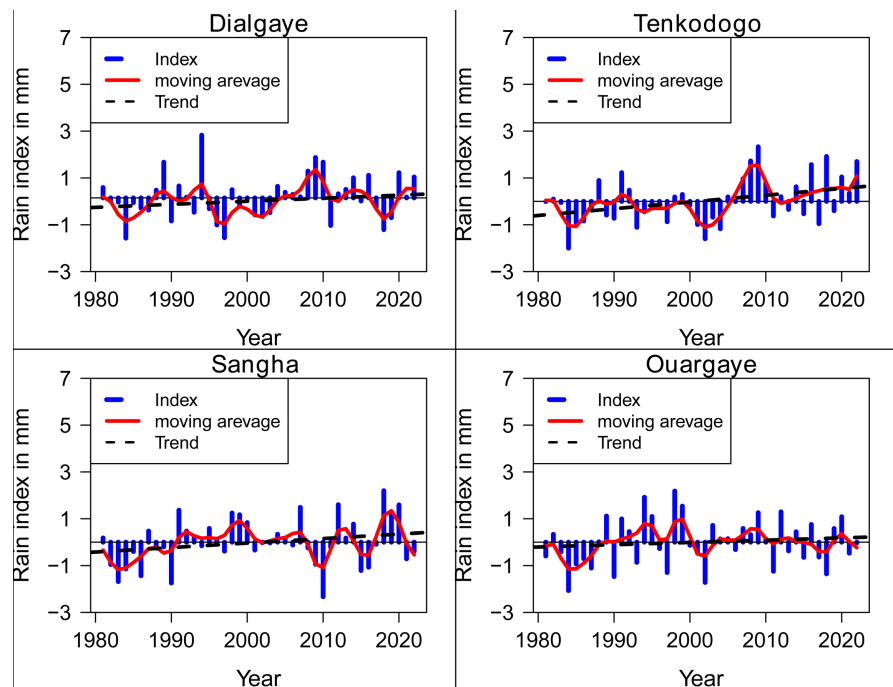 Dialgaye
Rain index in mm
7
5
3
1
−1
−3
Index
moving arevage
Trend
1980
1990
2000
2010
2020
Year
Tenkodogo
Rain index in mm
7
5
3
1
−1
−3
Index
moving arevage
Trend
1980
1990
2000
2010
2020
Year
Sangha
Rain index in mm
7
5
3
1
−1
−3
Index
moving arevage
Trend
1980
1990
2000
2010
2020
Year
Ouargaye
Rain index in mm
7
5
3
1
−1
−3
Index
moving arevage
Trend
1980
1990
2000
2010
2020
Year